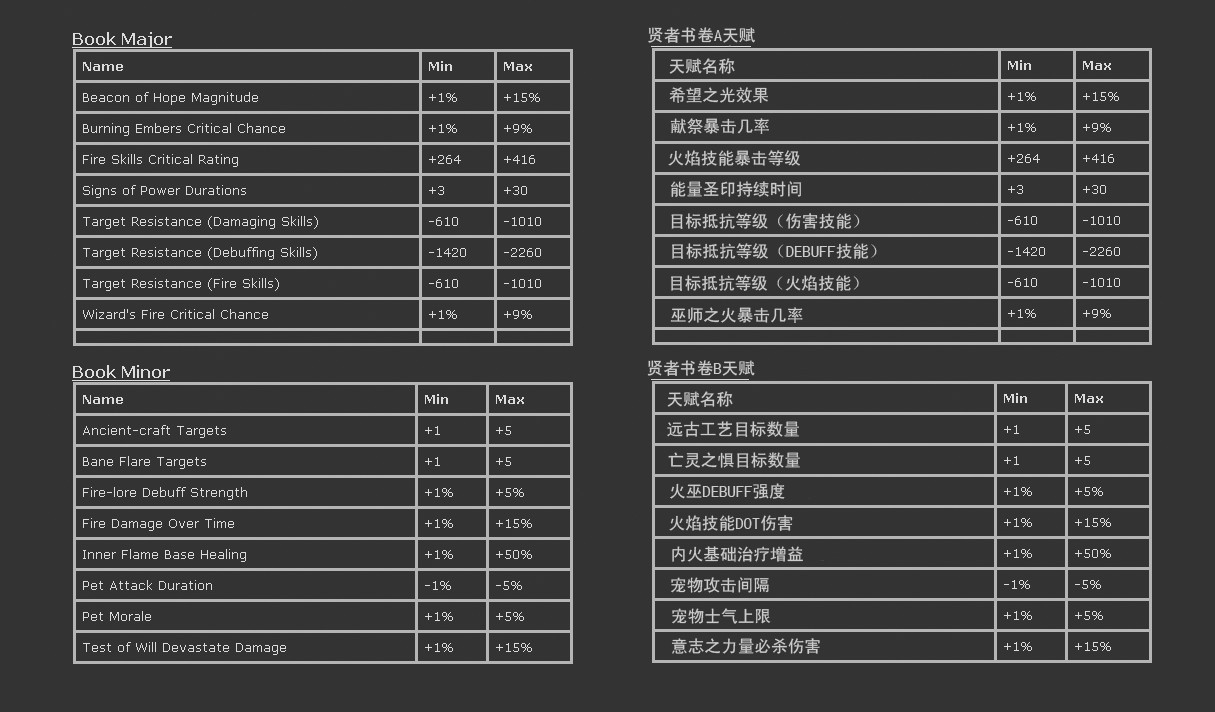 Book Major
Name Min Max
Beacon of Hope Magnitude +1% +15%
Burning Embers Critical Chance +1% +9%
Fire Skills Critical Rating +264 +416
Signs of Power Durations +3 +30
Target Resistance (Damaging Skills) -610 -1010
Target Resistance (Debuffing Skills) -1420 -2260
Target Resistance (Fire Skills) -610 -1010
Wizard's Fire Critical Chance +1% +9%
Book Minor
Name Min Max
Ancient-craft Targets +1 +5
Bane Flare Targets +1 +5
Fire-lore Debuff Strength +1% +5%
Fire Damage Over Time +1% +15%
Inner Flame Base Healing +1% +50%
Pet Attack Duration -1% -5%
Pet Morale +1% +5%
Test of Will Devastate Damage +1% +15%
贤者书卷A天赋
天赋名称 Min Max
希望之光效果 +1% +15%
献祭暴击几率 +1% +9%
火焰技能暴击等级 +264 +416
能量圣印持续时间 +3 +30
目标抵抗等级（伤害技能） -610 -1010
目标抵抗等级（DEBUFF技能） -1420 -2260
目标抵抗等级（火焰技能） -610 -1010
巫师之火暴击几率 +1% +9%
贤者书卷B天赋
天赋名称 Min Max
远古工艺目标数量 +1 +5
亡灵之惧目标数量 +1 +5
火巫DEBUFF强度 +1% +5%
火焰技能DOT伤害 +1% +15%
内火基础治疗增益 +1% +50%
宠物攻击间隔 -1% -5%
宠物士气上限 +1% +5%
意志之力量必杀伤害 +1% +15%